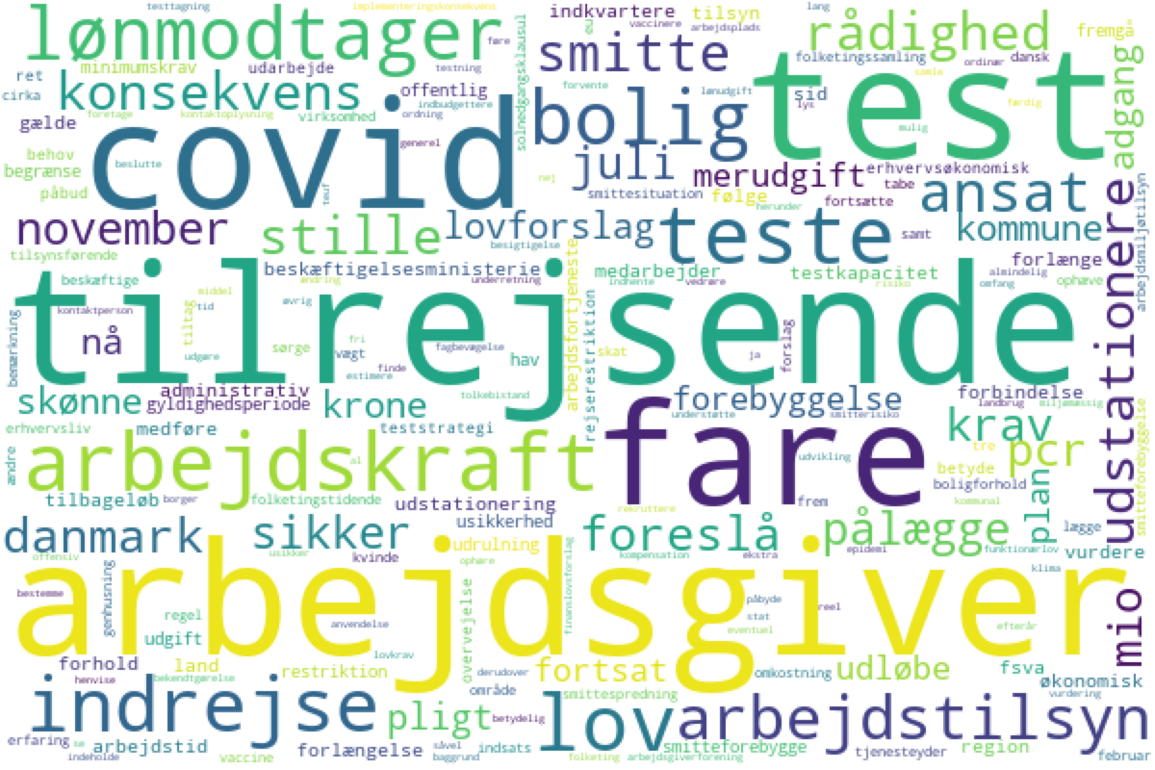 testtagning
implementeringskonsekvens
lang
lønmodtager
indkvartere
tilsyn
rådighed
fremgå
vaccinere
arbejdsplads
eu
føre
smitte
folketingssamling
ordinær
dansk
minimumskrav
udarbejde
testning
ret
konsekvens
offentlig
solnedgangsklausul
forvente
lønudgift
sid
test
samle
adgang
cirka
indbudgettere
færdig
foretage
kontaktoplysning
virksomhed
ordning
bolig
lys
gælde
covid
generel
juli
mulig
behov
beslutte
merudgift
erhvervsøkonomisk
begrænse
nej
tabe
ansat
påbud
teuf
smittesituation
følge
fortsætte
arbejdsmiljøtilsyn
herunder
november
stille
lovforslag
teste
samt
kommune
udstationere
besigtigelse
tilsynsførende
beskæftigelsesministerie
underretning
medarbejder
testkapacitet
forlænge
beskæftige
ændring
indhente
vedrøre
risiko
almindelig
omfang
ophæve
tilrejsende
middel
øvrig
arbejdsfortjeneste
rejserestriktion
kontaktperson
tid
tiltag
bemærkning
nå
udgøre
sørge
fri
vægt
fagbevægelse
hav
skat
ja
forslag
finde
estimere
administrativ
tolkebistand
understøtte
smitterisiko
forbindelse
landbrug
miljømæssig
skønne
gyldighedsperiode
krone
forebyggelse
krav
erhvervsliv
medføre
teststrategi
fare
tre
pcr
smitteforebyggelse
ændre
arbejdskraft
al
udvikling
betyde
boligforhold
tilbageløb
borger
folketingstidende
udstationering
rekruttere
frem
kommunal
plan
danmark
sikker
usikkerhed
foreslå
pålægge
lægge
offensiv
usikker
kvinde
udrulning
ophøre
kompensation
ekstra
epidemi
funktionærlov
vurdere
klima
arbejdsgiver
bestemme
genhusning
finanslovsforslag
påbyde
reel
regel
anvendelse
stat
eventuel
efterår
mio
udgift
overvejelse
lovkrav
forhold
land
restriktion
derudover
fortsat
omkostning
udløbe
fsva
henvise
bekendtgørelse
område
smittespredning
økonomisk
vurdering
indrejse
pligt
betydelig
lov
arbejdstilsyn
erfaring
se
arbejdstid
forlængelse
såvel
indsats
smitteforebygge
tjenesteyder
region
indeholde
vaccine
baggrund
folketing
arbejdsgiverforening
februar